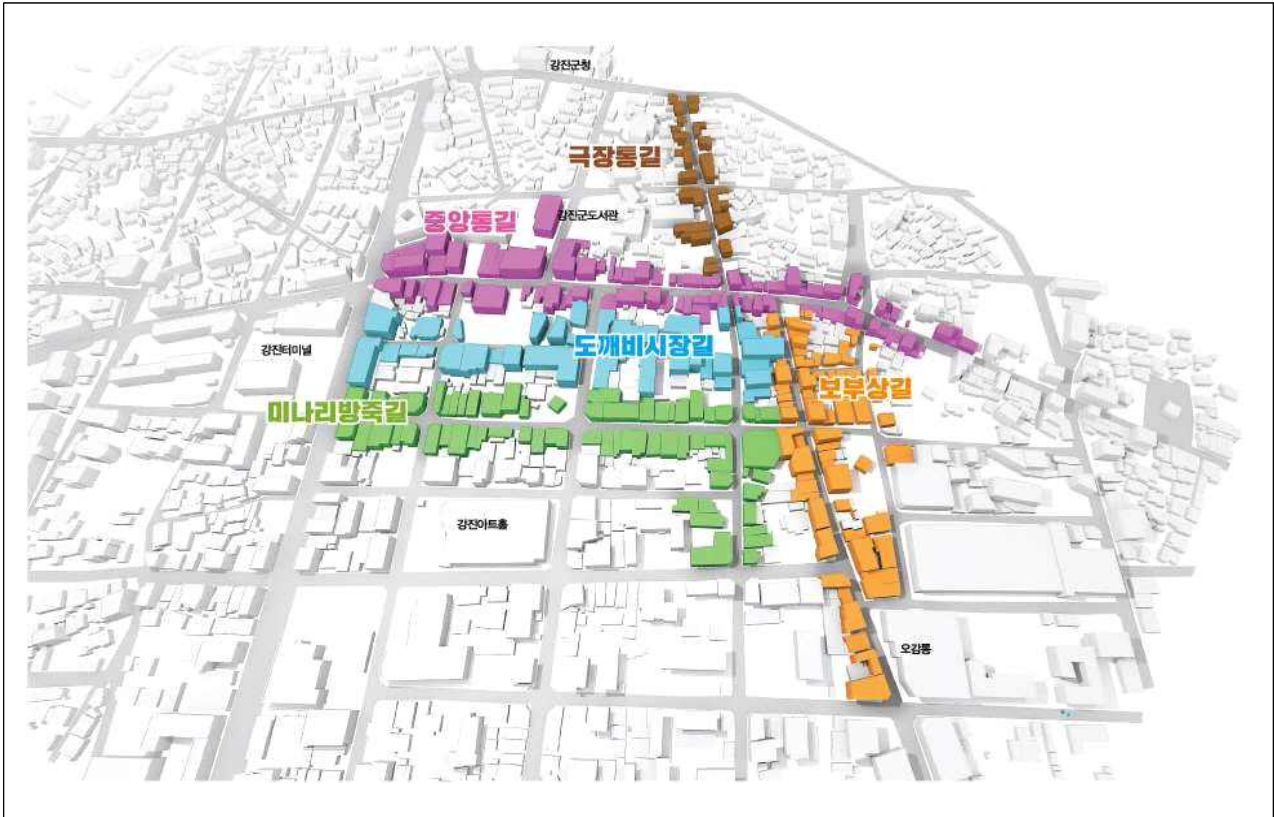 강진군청
극장통길
중앙통길
강진군도서관
강진터미널
도깨비시장길
보부상길
미나리방죽길
강진아트홀
오감통